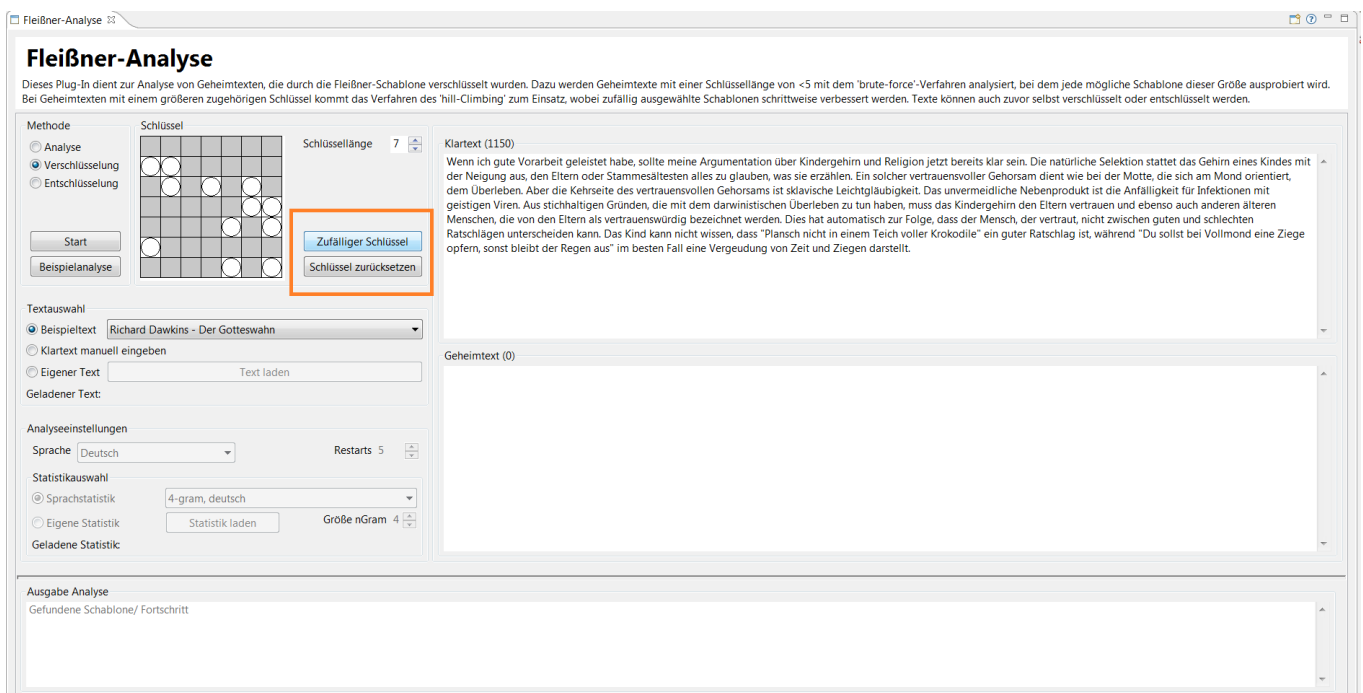 Fleißner-Analyse
Fleißner-Analyse
Dieses Plug-In dient zur Analyse von Geheimtexten, die durch die Fleißner-Schablone verschlüsselt wurden. Dazu werden Geheimtexte mit einer Schlüssellänge von <5 mit dem 'brute-force'-Verfahren analysiert, bei dem jede mögliche Schablone dieser Größe ausprobiert wird.
Bei Geheimtexten mit einem größeren zugehörigen Schlüssel kommt das Verfahren des 'hill-Climbing' zum Einsatz, wobei zufällig ausgewählte Schablonen schrittweise verbessert werden. Texte können auch zuvor selbst verschlüsselt oder entschlüsselt werden.
Methode
Analyse
Verschlüsselung
Entschlüsselung
Start
Beispielanalyse
Schlüssel
Schlüssellänge 7
Zufälliger Schlüssel
Schlüssel zurücksetzen
Textauswahl
Beispieltext Richard Dawkins - Der Gotteswahn
Klartext manuell eingeben
Eigener Text Text laden
Geladener Text:
Analyseeinstellungen
Sprache Deutsch Restarts 5
Statistikauswahl
Sprachstatistik 4-gram, deutsch
Eigene Statistik Statistik laden Größe nGram 4
Geladene Statistik:
Klartext (1150)
Wenn ich gute Vorarbeit geleistet habe, sollte meine Argumentation über Kindergehirn und Religion jetzt bereits klar sein. Die natürliche Selektion stattet das Gehirn eines Kindes mit
der Neigung aus, den Eltern oder Stammesältesten alles zu glauben, was sie erzählen. Ein solcher vertrauensvoller Gehorsam dient wie bei der Motte, die sich am Mond orientiert,
dem Überleben. Aber die Kehrseite des vertrauensvollen Gehorsams ist sklavische Leichtgläubigkeit. Das unvermeidliche Nebenprodukt ist die Anfälligkeit für Infektionen mit
geistigen Viren. Aus stichhaltigen Gründen, die mit dem darwinistischen Überleben zu tun haben, muss das Kindergehirn den Eltern vertrauen und ebenso auch anderen älteren
Menschen, die von den Eltern als vertrauenswürdig bezeichnet werden. Dies hat automatisch zur Folge, dass der Mensch, der vertraut, nicht zwischen guten und schlechten
Ratschlägen unterscheiden kann. Das Kind kann nicht wissen, dass "Plansch nicht in einem Teich voller Krokodile" ein guter Ratschlag ist, während "Du sollst bei Vollmond eine Ziege
opfern, sonst bleibt der Regen aus" im besten Fall eine Vergeudung von Zeit und Ziegen darstellt.
Geheimtext (0)
Ausgabe Analyse
Gefundene Schablone/ Fortschritt